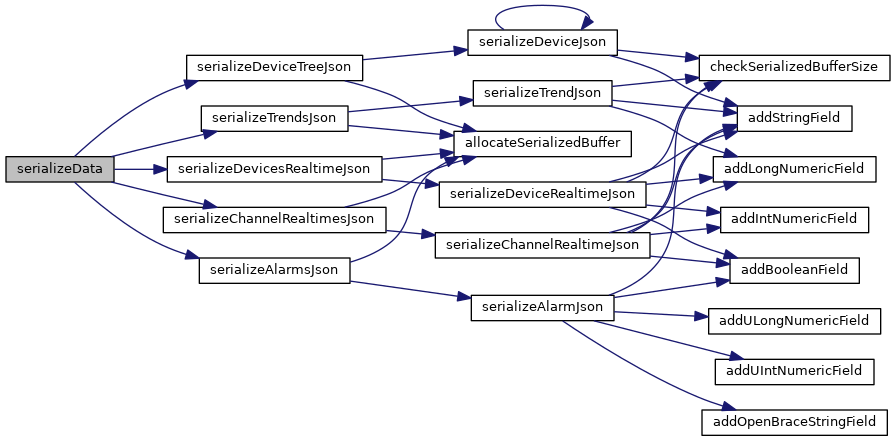 serializeData
serializeDeviceTreeJson
serializeTrendsJson
serializeDevicesRealtimeJson
serializeChannelRealtimesJson
serializeAlarmsJson
serializeDeviceJson
serializeTrendJson
allocateSerializedBuffer
serializeDeviceRealtimeJson
serializeChannelRealtimeJson
serializeAlarmJson
checkSerializedBufferSize
addStringField
addLongNumericField
addIntNumericField
addBooleanField
addULongNumericField
addUIntNumericField
addOpenBraceStringField